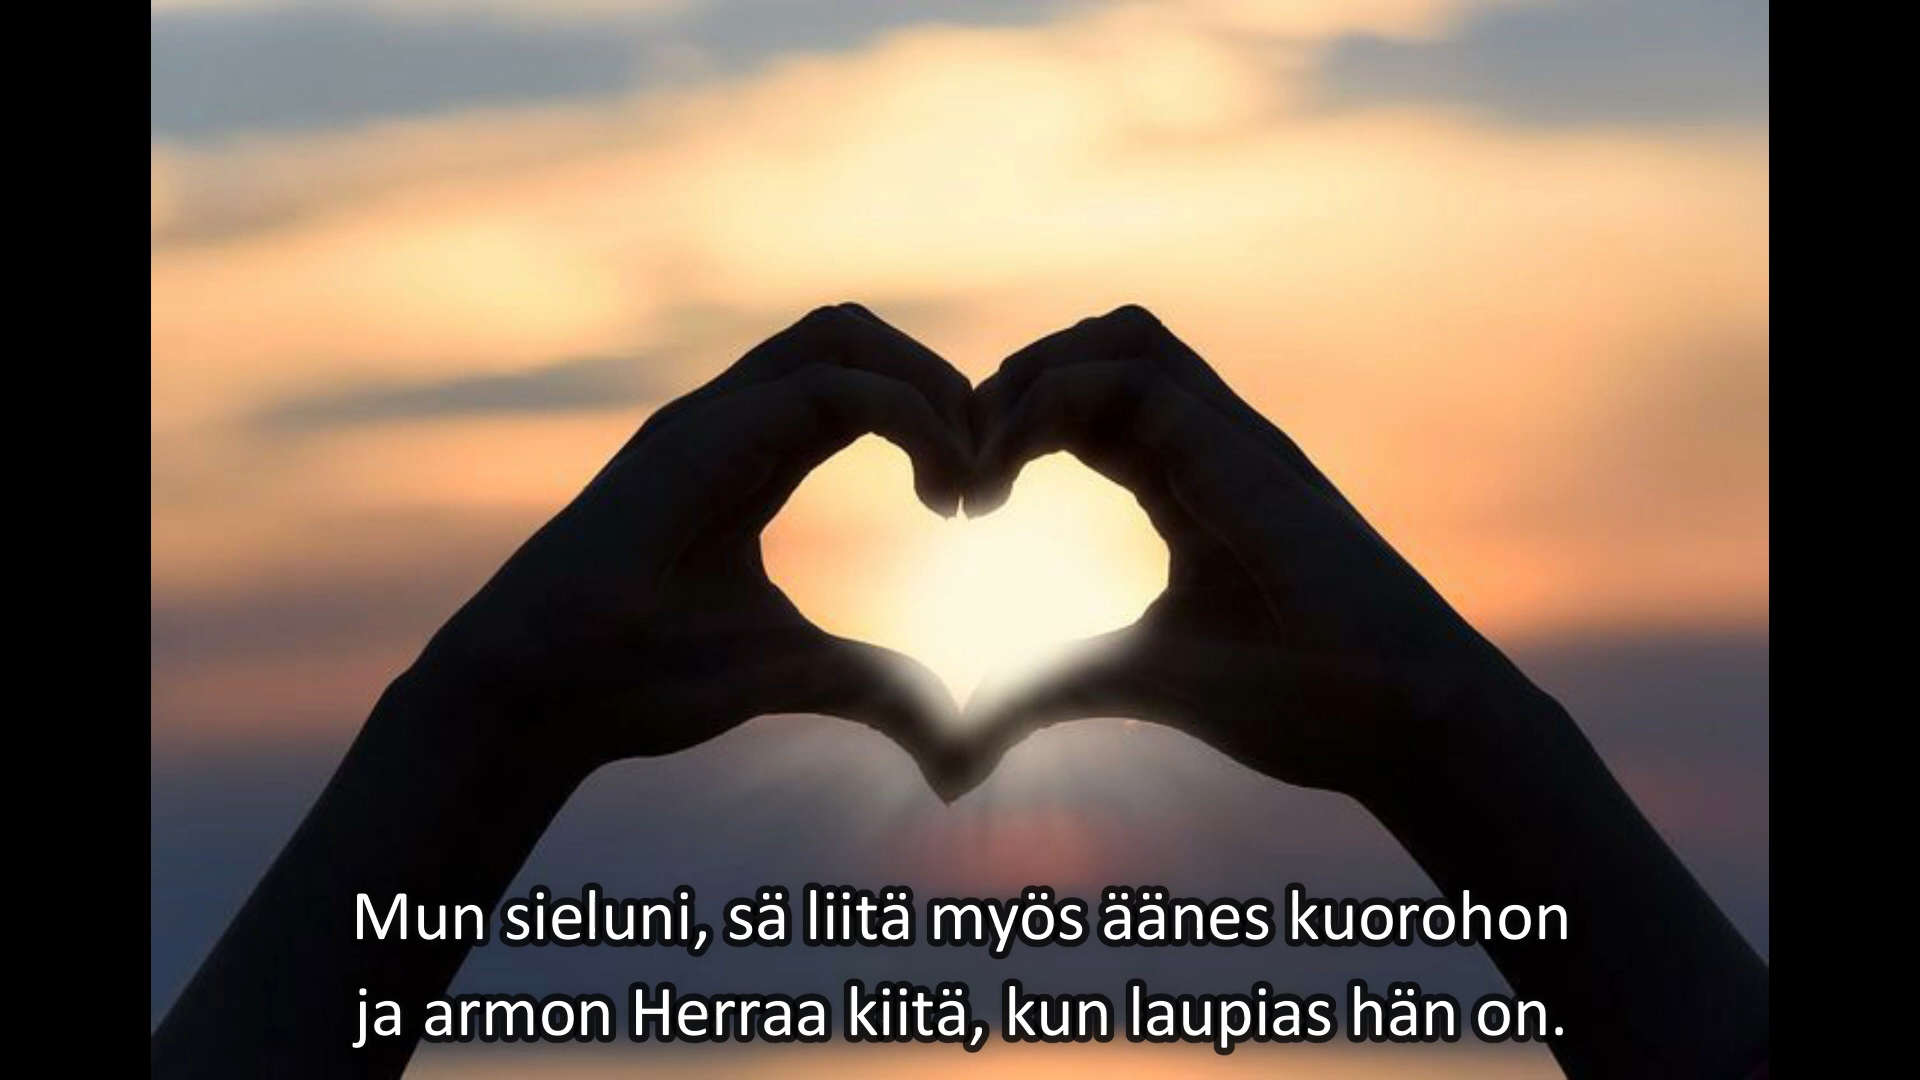 Mun sieluni, sä liitä myös äänes kuorohon
ja armon Herraa kiitä, kun laupias hän on.